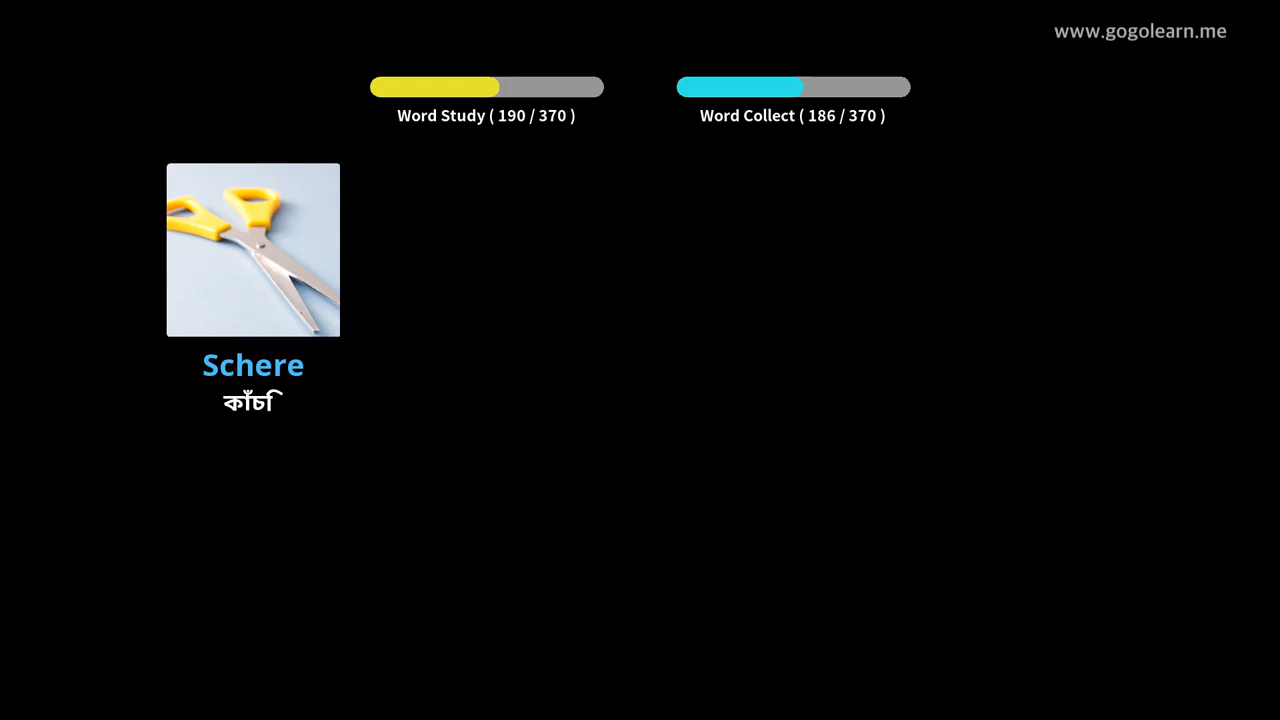 www.gogolearn.me
Word Study ( 190 / 370 )
Word Collect ( 186 / 370 )
Schere
কাঁচি